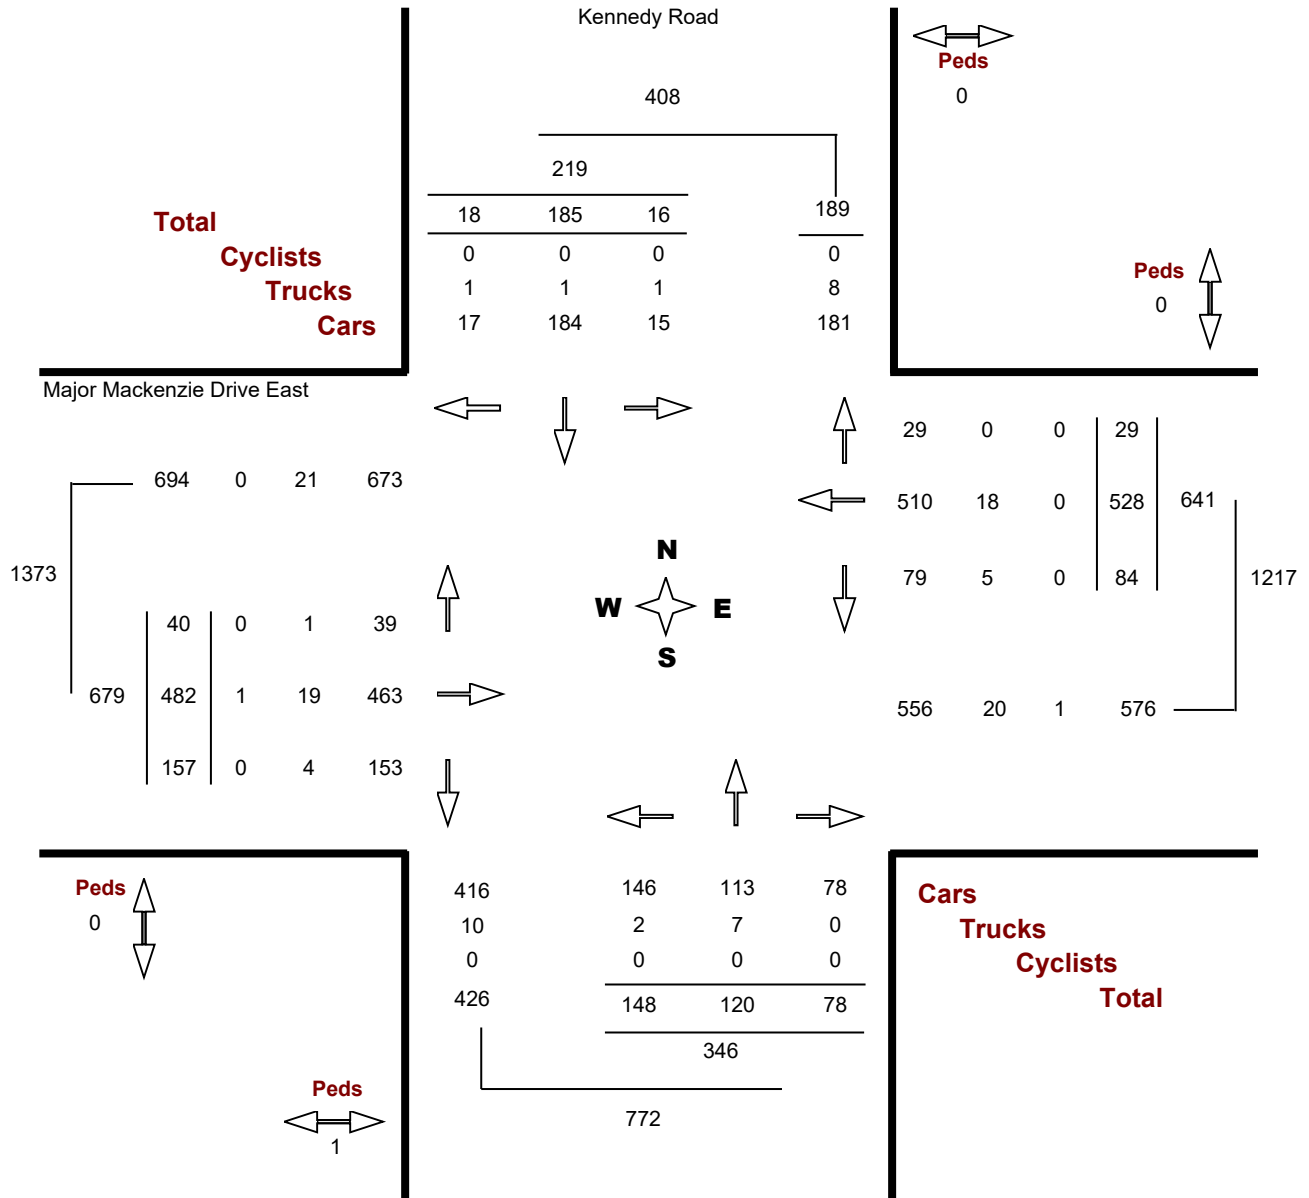 Kennedy Road
Peds
0
408
219
18 185 16 189
Total
0 0 0 0
Cyclists
1 1 1 8
Trucks
17 184 15 181
Cars
Peds
0
Major Mackenzie Drive East
29 0 0 29
694 0 21 673
510 18 0 528 641
N
1373
79 5 0 84 1217
W E
40 0 1 39
S
679 482 1 19 463
556 20 1 576
157 0 4 153
Peds
0
416 146 113 78
10 2 7 0
0 0 0 0
426 148 120 78
346
772
Cars
Trucks
Cyclists
Total
Peds
1